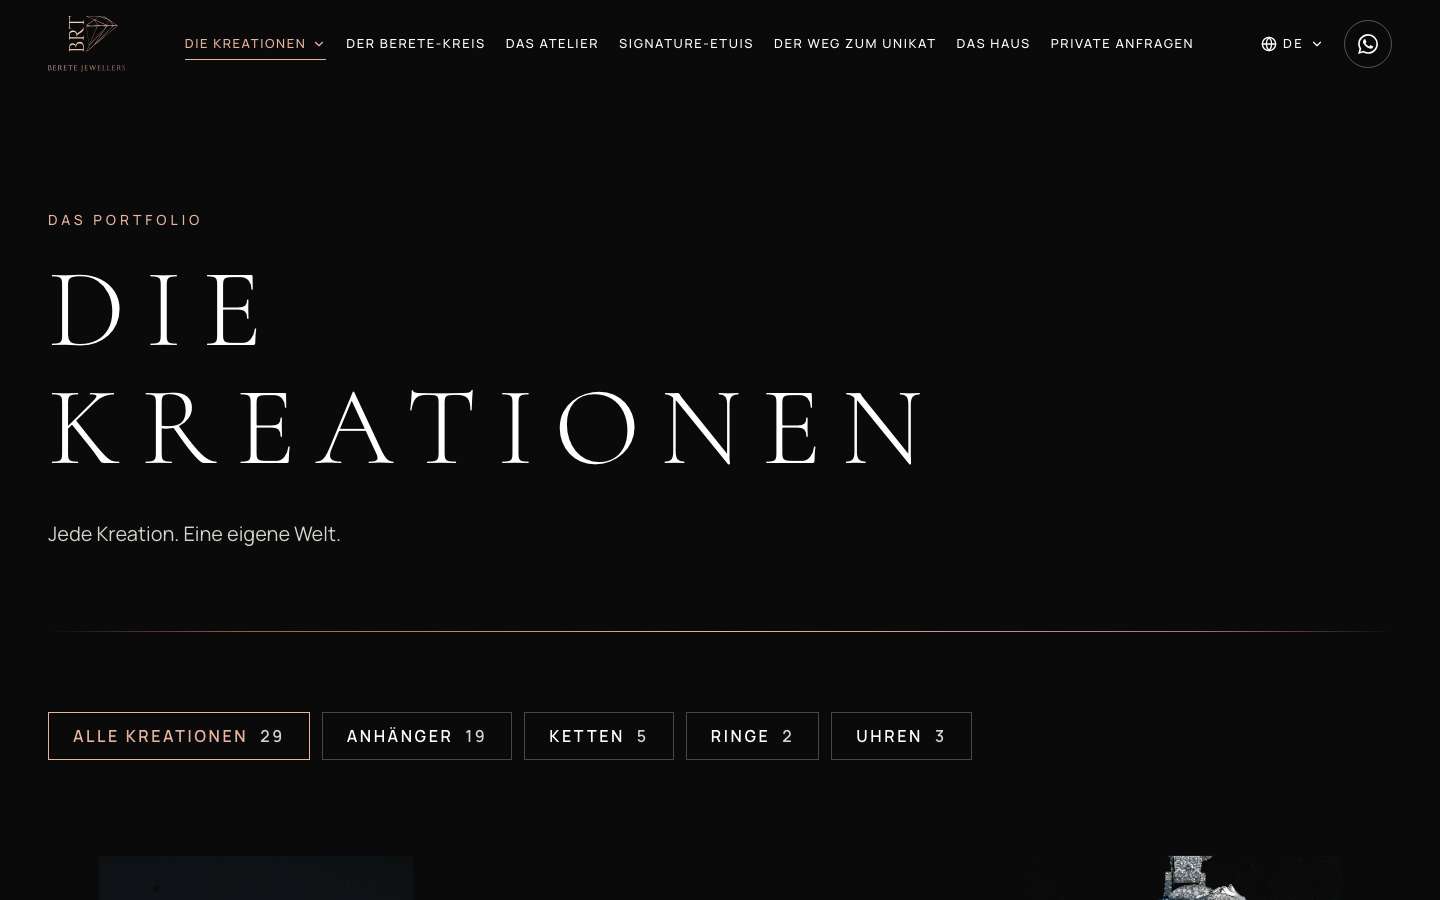 BRT
BERETE JEWELLERS
DIE KREATIONEN
DER BERETE-KREIS
DAS ATELIER
SIGNATURE-ETUIS
DER WEG ZUM UNIKAT
DAS HAUS
PRIVATE ANFRAGEN
DE
DAS PORTFOLIO
DIE
KREATIONEN
Jede Kreation. Eine eigene Welt.
ALLE KREATIONEN 29
ANHÄNGER 19
KETTEN 5
RINGE 2
UHREN 3